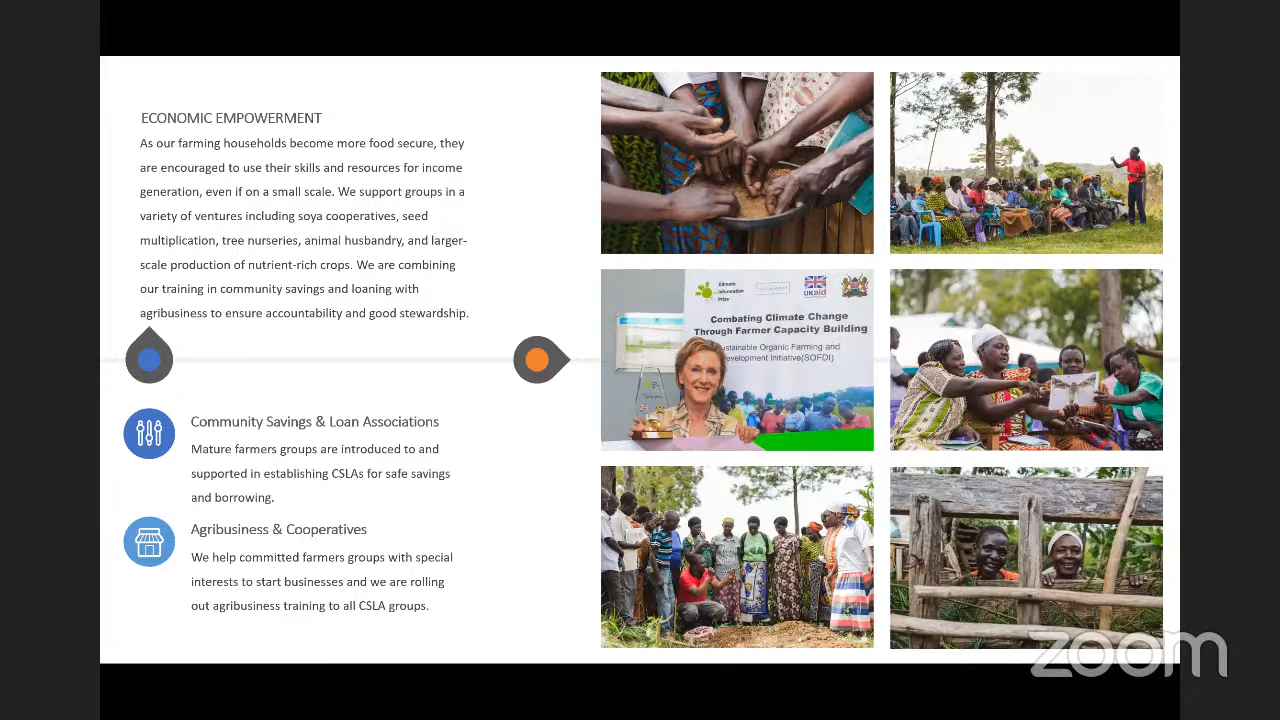 ECONOMIC EMPOWERMENT
As our farming households become more food secure, they
are encouraged to use their skills and resources for income
generation, even if on a small scale. We support groups in a
variety of ventures including soya cooperatives, seed
multiplication, tree nurseries, animal husbandry, and larger-
scale production of nutrient-rich crops. We are combining
our training in community savings and loaning with
agribusiness to ensure accountability and good stewardship.
Community Savings & Loan Associations
Mature farmers groups are introduced to and
supported in establishing CSLAs for safe savings
and borrowing.
Agribusiness & Cooperatives
We help committed farmers groups with special
interests to start businesses and we are rolling
out agribusiness training to all CSLA groups.
Climate
Information
Prize
UKaid
Combating Climate Change
Through Farmer Capacity Building
Sustainable Organic Farming and
Development Initiative(SOFDI)
zoom